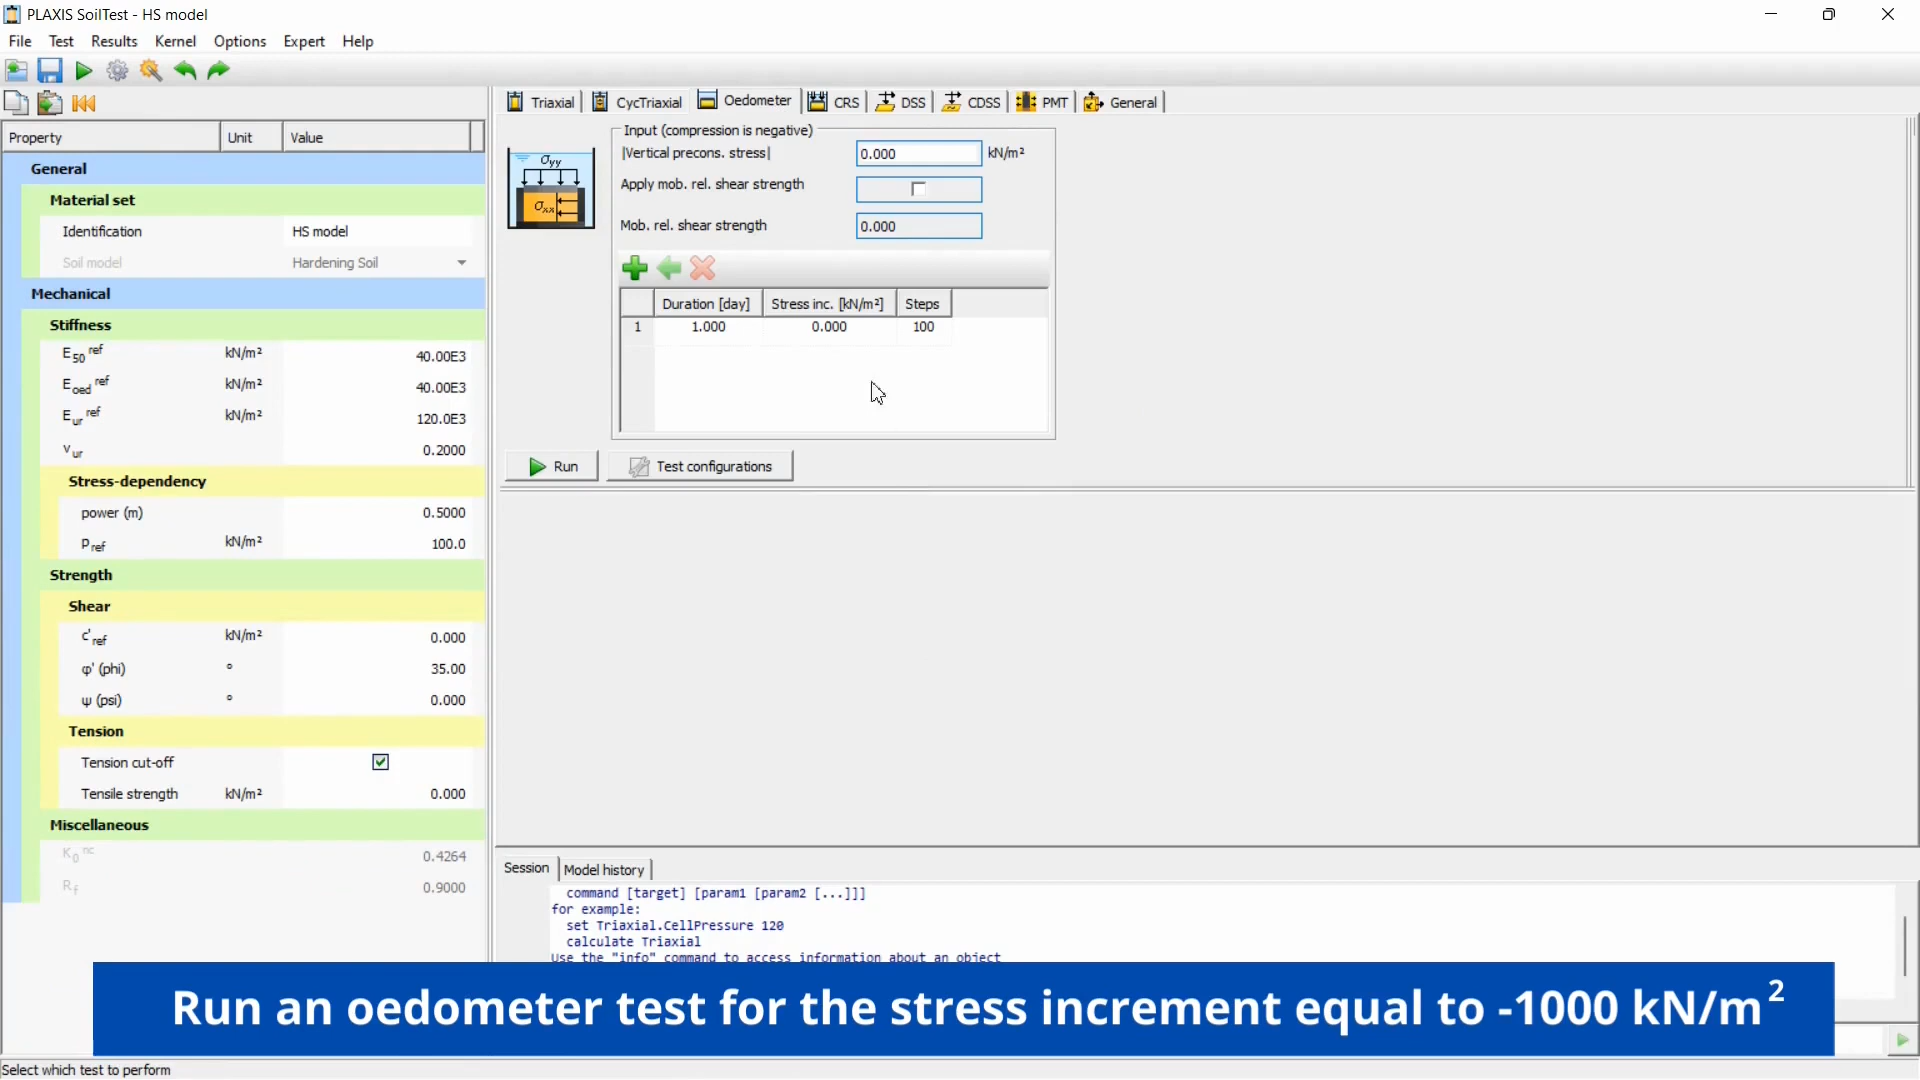 PLAXIS SoilTest - HS model
File Test Results Kernel Options Expert Help
Property Unit Value
General
Material set
Identification HS model
Soil model Hardening Soil
Mechanical
Stiffness
E50 ref kN/m² 40.00E3
Eoed ref kN/m² 40.00E3
Eur ref kN/m² 120.0E3
νur 0.2000
Stress-dependency
power (m) 0.5000
Pref kN/m² 100.0
Strength
Shear
c'ref kN/m² 0.000
φ' (phi) ° 35.00
ψ (psi) ° 0.000
Tension
Tension cut-off
Tensile strength kN/m² 0.000
Miscellaneous
K0 nc 0.4264
Rf 0.9000
Triaxial CycTriaxial Oedometer CRS DSS CDSS PMT General
σyy
σxx
Input (compression is negative)
|Vertical precons. stress| 0.000 kN/m²
Apply mob. rel. shear strength
Mob. rel. shear strength 0.000
Duration [day] Stress inc. [kN/m²] Steps
1 1.000 0.000 100
Run Test configurations
Session Model history
command [target] [param1 [param2 [...]]]
for example:
set Triaxial.CellPressure 120
calculate Triaxial
Use the "info" command to access information about an object
Run an oedometer test for the stress increment equal to -1000 kN/m²
Select which test to perform